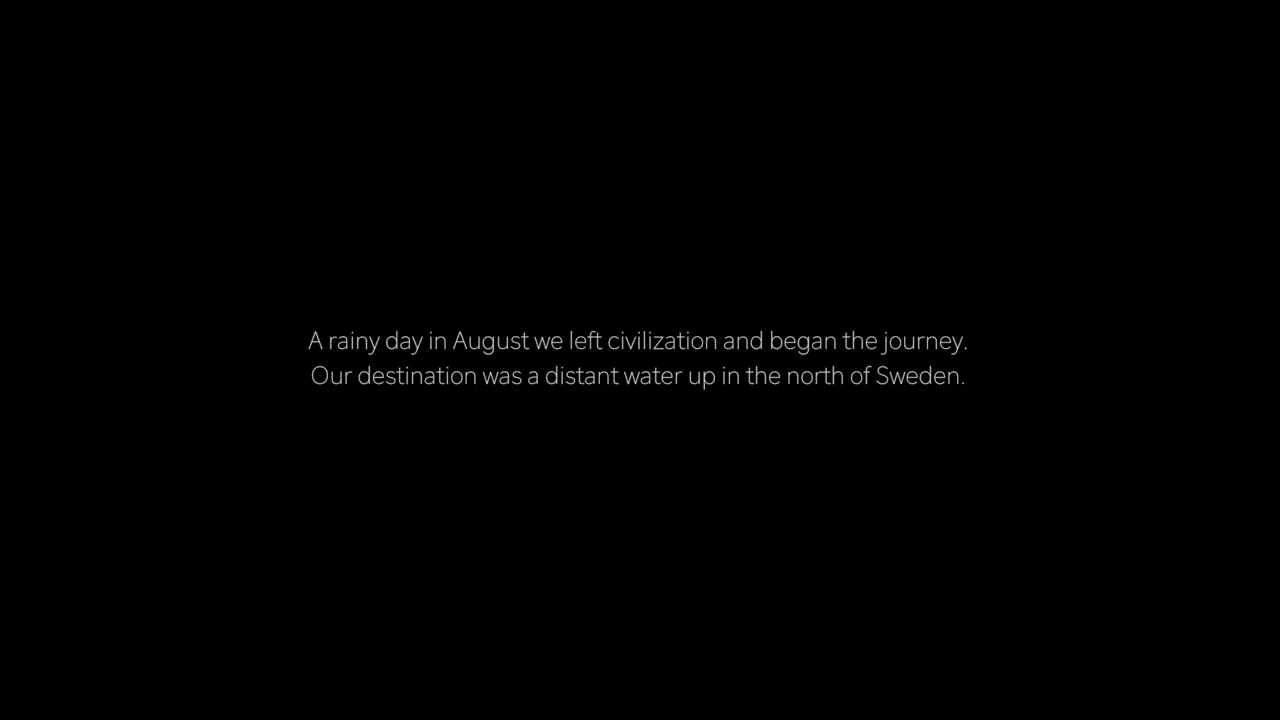 A rainy day in August we left civilization and began the journey.
Our destination was a distant water up in the north of Sweden.